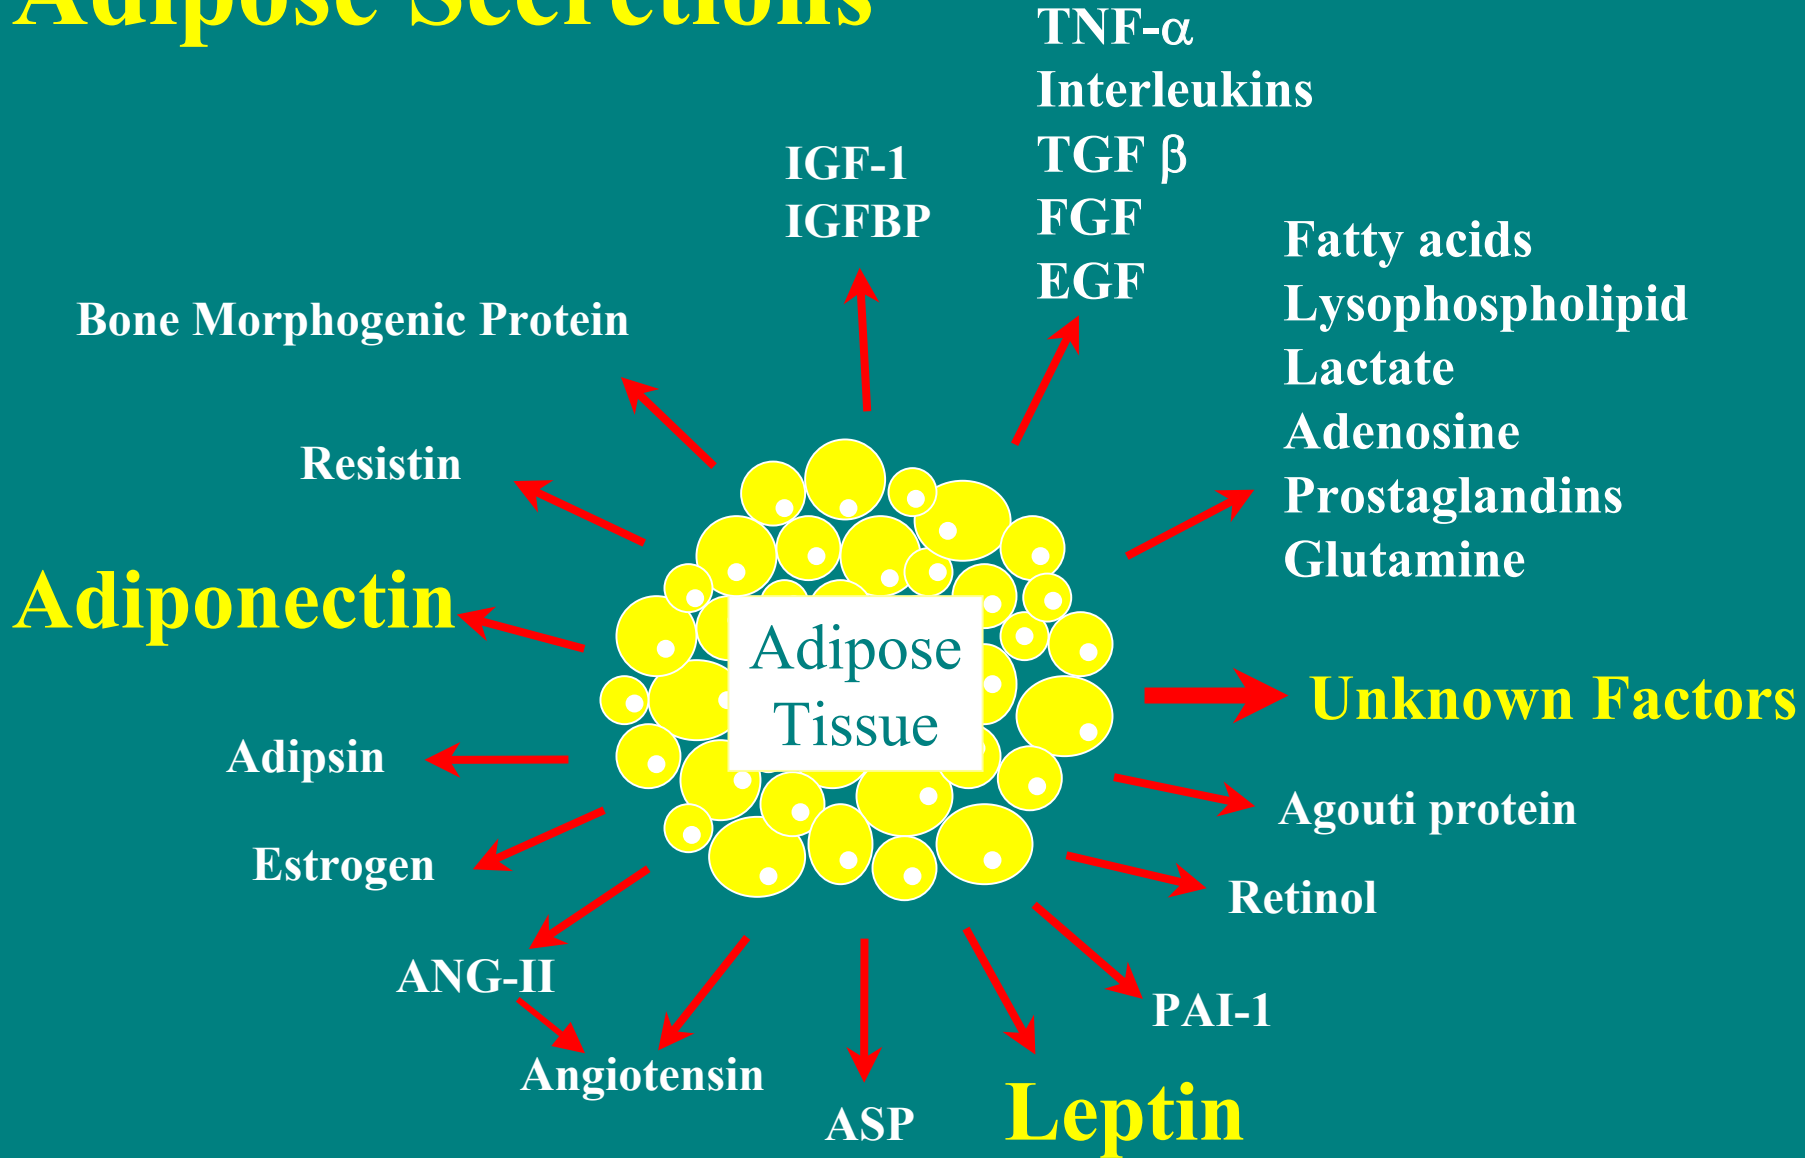 Adipose Secretions
TNF-α
Interleukins
TGF β
FGF
EGF
IGF-1
IGFBP
Fatty acids
Lysophospholipid
Lactate
Adenosine
Prostaglandins
Glutamine
Bone Morphogenic Protein
Resistin
Adiponectin
Adipose
Tissue
Unknown Factors
Adipsin
Agouti protein
Estrogen
Retinol
ANG-II
PAI-1
Angiotensin
ASP
Leptin